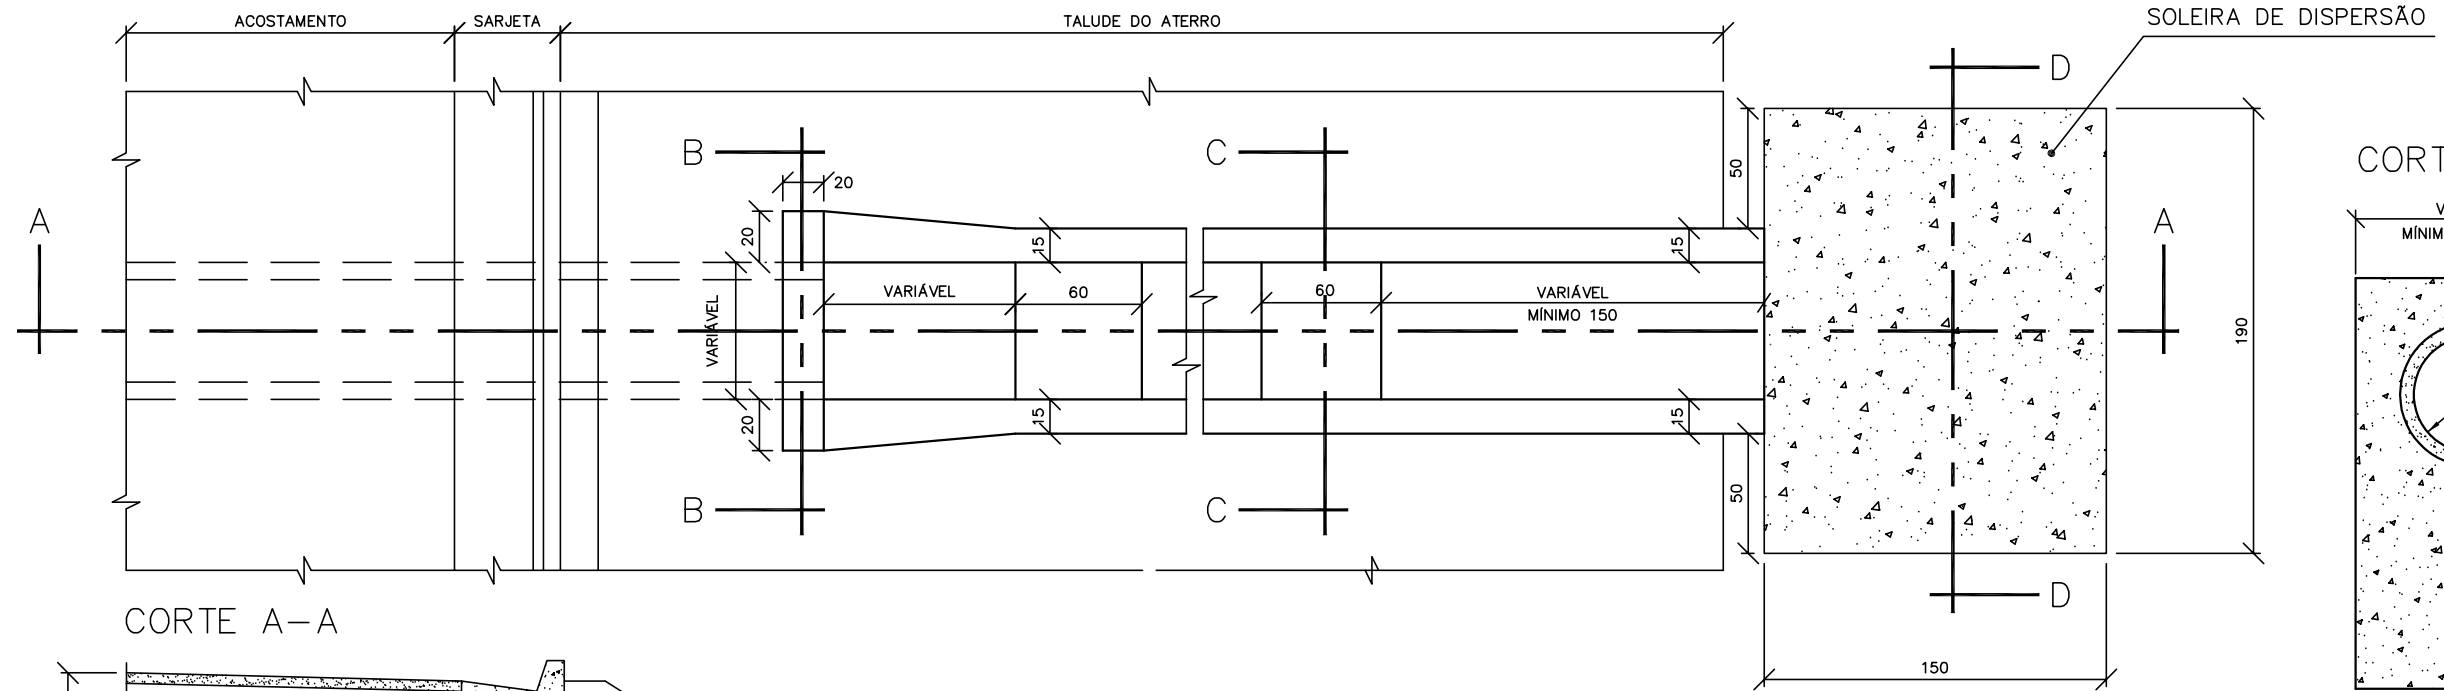 ACOSTAMENTO
SARJETA
TALUDE DO ATERRO
SOLEIRA DE DISPERSÃO
D
B
C
50
CORT
20
A
A
20
15
15
MÍNIM
VARIÁVEL
60
60
VARIÁVEL
MÍNIMO 150
VARIÁVEL
190
20
15
15
50
B
C
D
CORTE A-A
150